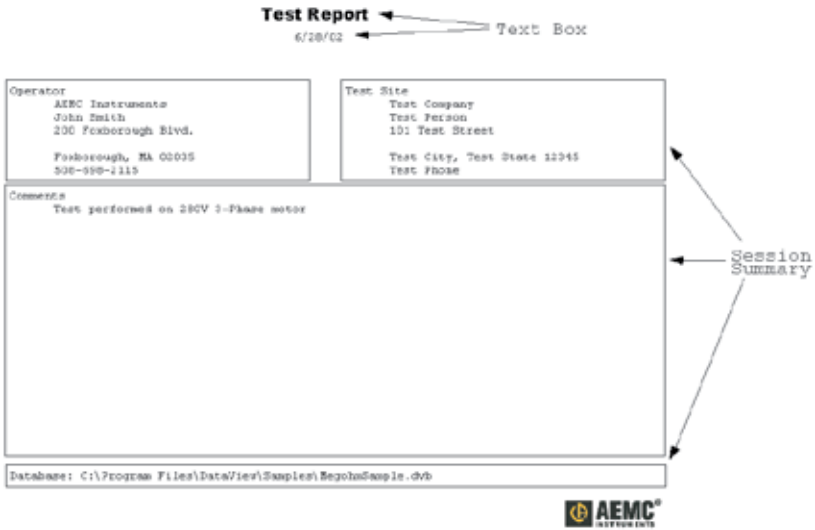 Test Report
6/28/02
Text Box
Operator
AEMC Instruments
John Smith
200 Foxborough Blvd.
Foxborough, MA 02035
508-698-2115
Test Site
Test Company
Test Person
101 Test Street
Test City, Test State 12345
Test Phone
Comments
Test performed on 280V 3-Phase motor
Session
Summary
Database: C:\Program Files\DataView\Samples\MegohmSample.dvb
AEMC®
INSTRUMENTS